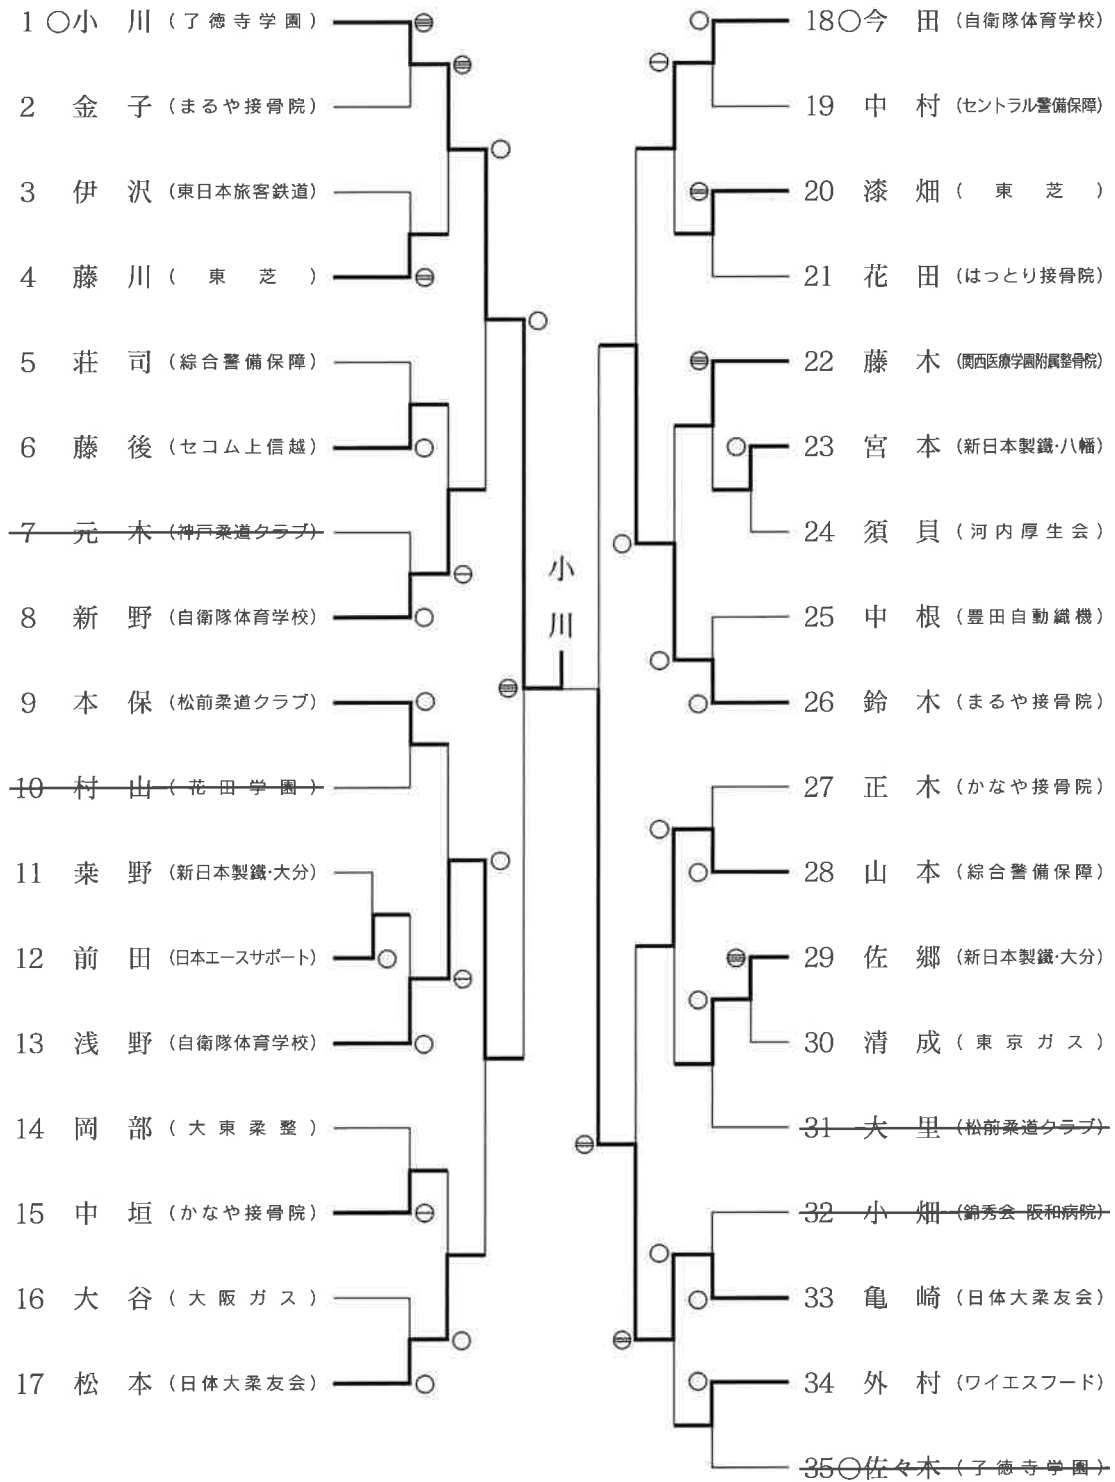 1 ○小 川 (了徳寺学園)
2 金 子 (まるや接骨院)
3 伊 沢 (東日本旅客鉄道)
4 藤 川 (東 芝)
5 荘 司 (綜合警備保障)
6 藤 後 (セコム上信越)
7 元 木 (神戸柔道クラブ)
8 新 野 (自衛隊体育学校)
9 本 保 (松前柔道クラブ)
10 村 山 (花田学園)
11 桒 野 (新日本製鐵・大分)
12 前 田 (日本エースサポート)
13 浅 野 (自衛隊体育学校)
14 岡 部 (大東柔整)
15 中 垣 (かなや接骨院)
16 大 谷 (大阪ガス)
17 松 本 (日体大柔友会)
小川
18○今 田 (自衛隊体育学校)
19 中 村 (セントラル警備保障)
20 漆 畑 (東 芝)
21 花 田 (はっとり接骨院)
22 藤 木 (関西医療学園附属整骨院)
23 宮 本 (新日本製鐵・八幡)
24 須 貝 (河内厚生会)
25 中 根 (豊田自動織機)
26 鈴 木 (まるや接骨院)
27 正 木 (かなや接骨院)
28 山 本 (綜合警備保障)
29 佐 郷 (新日本製鐵・大分)
30 清 成 (東京ガス)
31 大 里 (松前柔道クラブ)
32 小 畑 (錦秀会 阪和病院)
33 亀 崎 (日体大柔友会)
34 外 村 (ワイエスフード)
35○佐々木 (了徳寺学園)